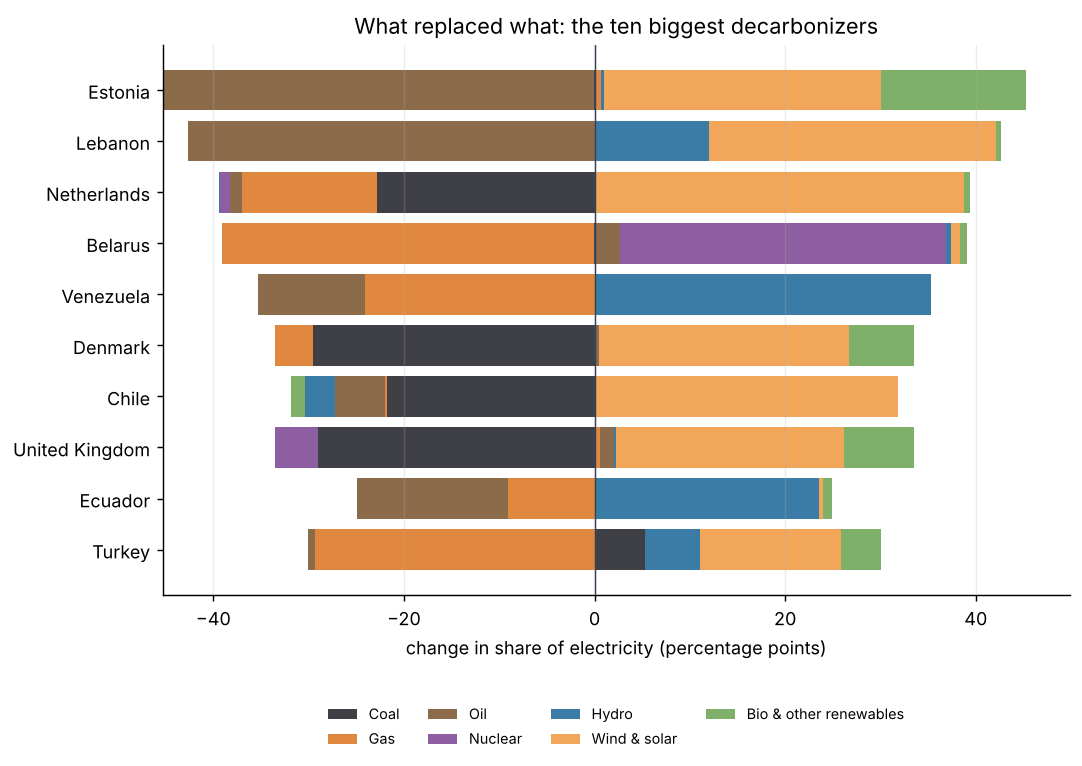 What replaced what: the ten biggest decarbonizers
Estonia
Lebanon
Netherlands
Belarus
Venezuela
Denmark
Chile
United Kingdom
Ecuador
Turkey
−40 −20 0 20 40
change in share of electricity (percentage points)
Coal Oil Hydro Bio & other renewables
Gas Nuclear Wind & solar